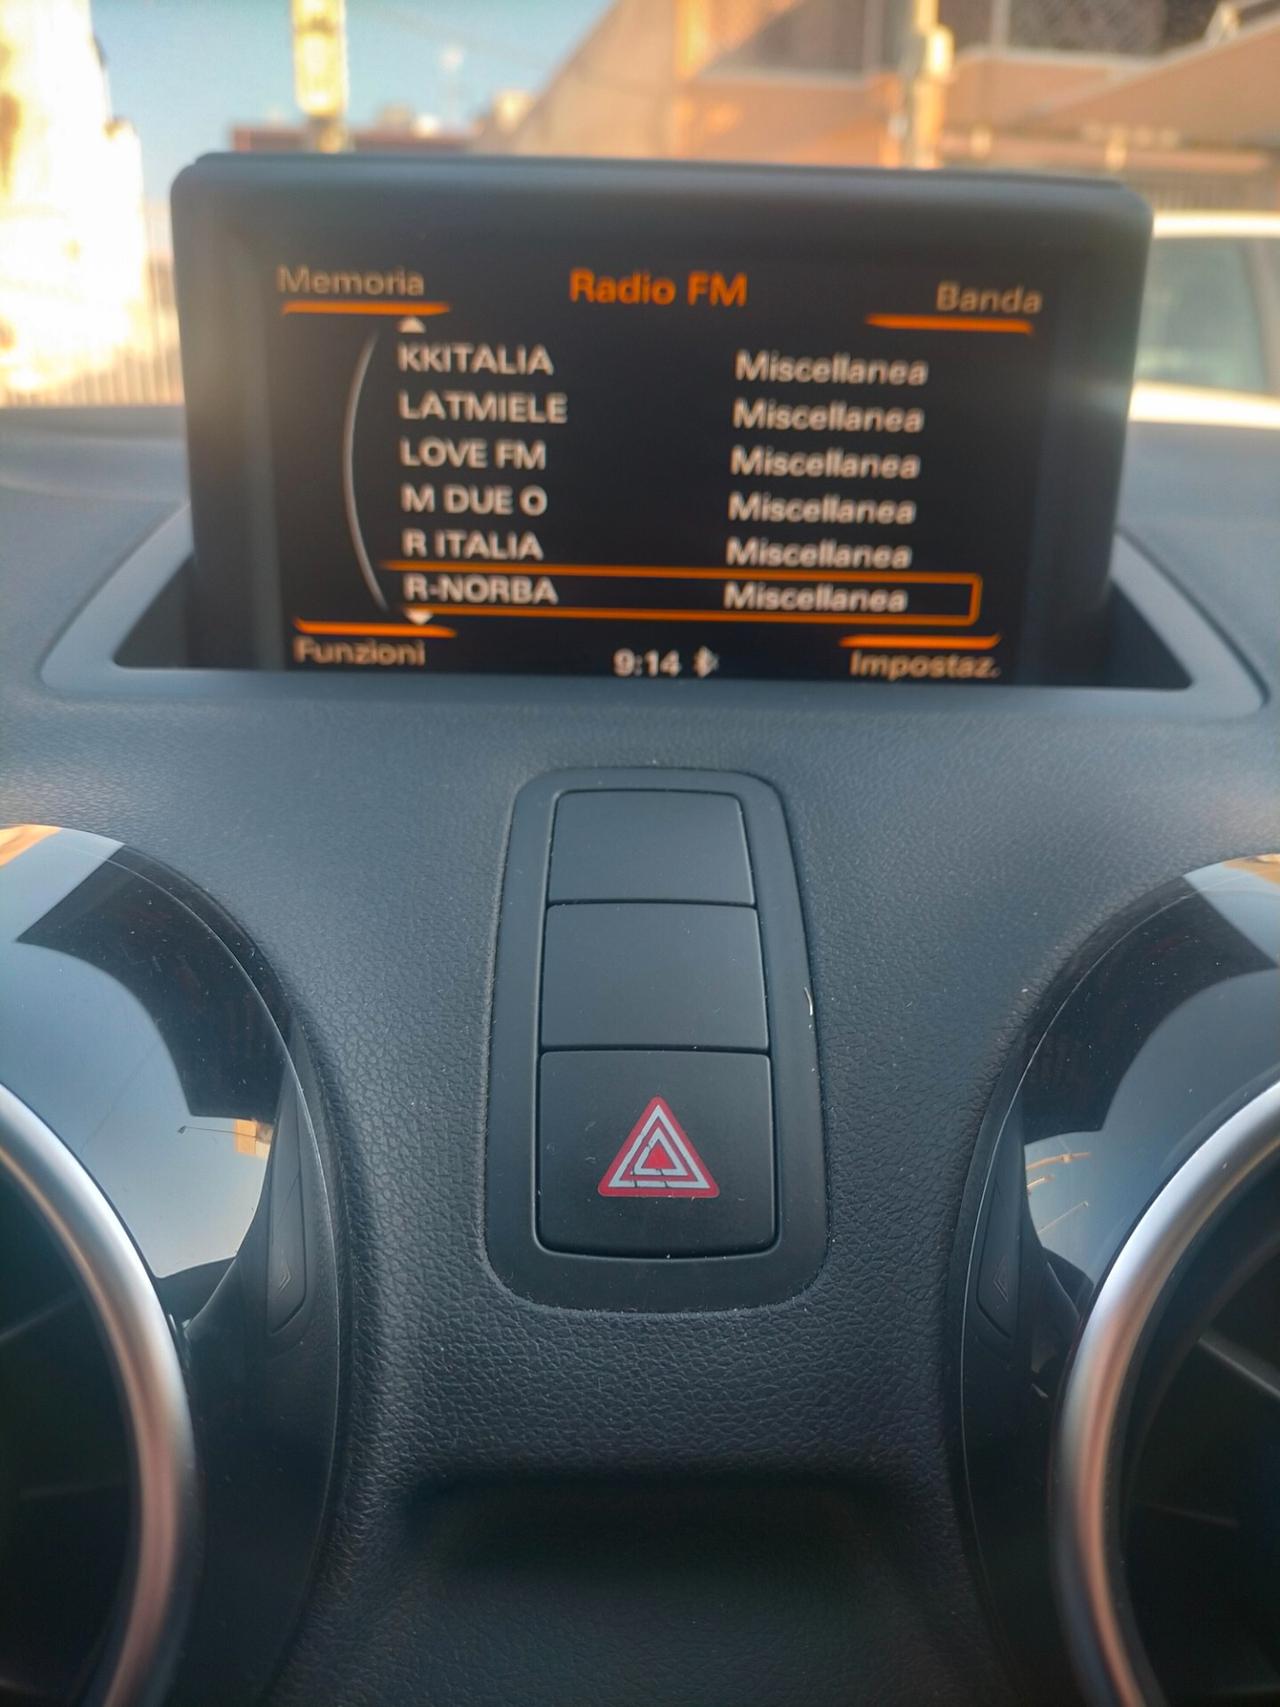 Memoria Radio FM Banda
KKITALIA Miscellanea
LATMIELE Miscellanea
LOVE FM Miscellanea
M DUE O Miscellanea
R ITALIA Miscellanea
R-NORBA Miscellanea
Funzioni 9:14 Impostaz.